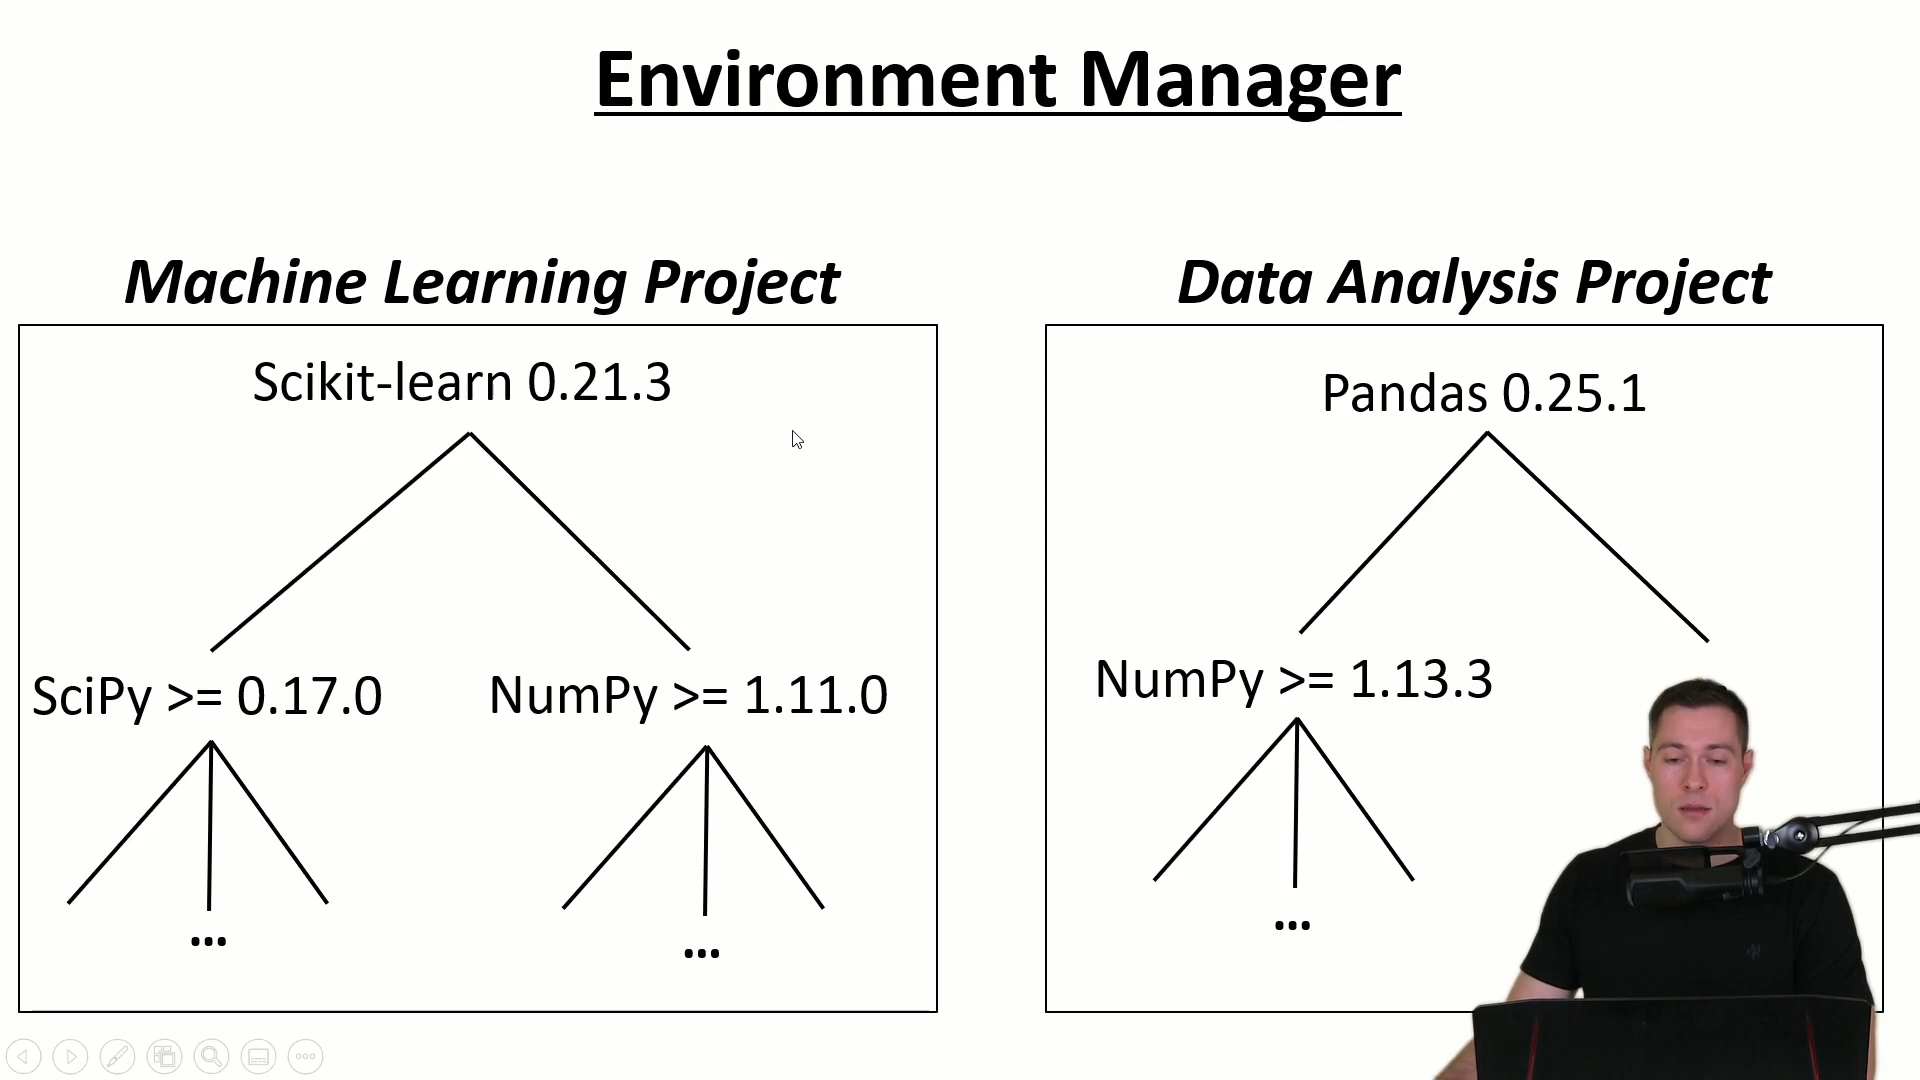 Environment Manager
Machine Learning Project
Data Analysis Project
Scikit-learn 0.21.3
Pandas 0.25.1
SciPy >= 0.17.0
NumPy >= 1.11.0
NumPy >= 1.13.3
...
...
...